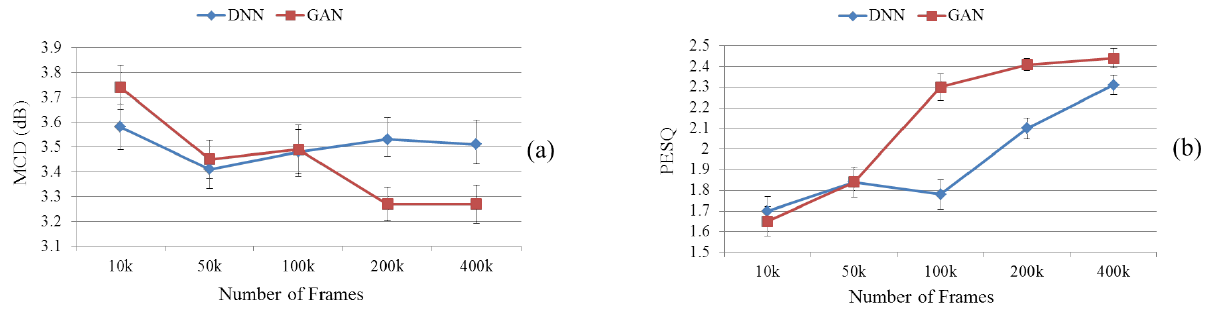 DNN GAN
3.9
3.8
3.7
3.6
3.5
3.4
3.3
3.2
3.1
MCD (dB)
10k 50k 100k 200k 400k
Number of Frames
(a)
DNN GAN
2.5
2.4
2.3
2.2
2.1
2
1.9
1.8
1.7
1.6
1.5
PESQ
10k 50k 100k 200k 400k
Number of Frames
(b)